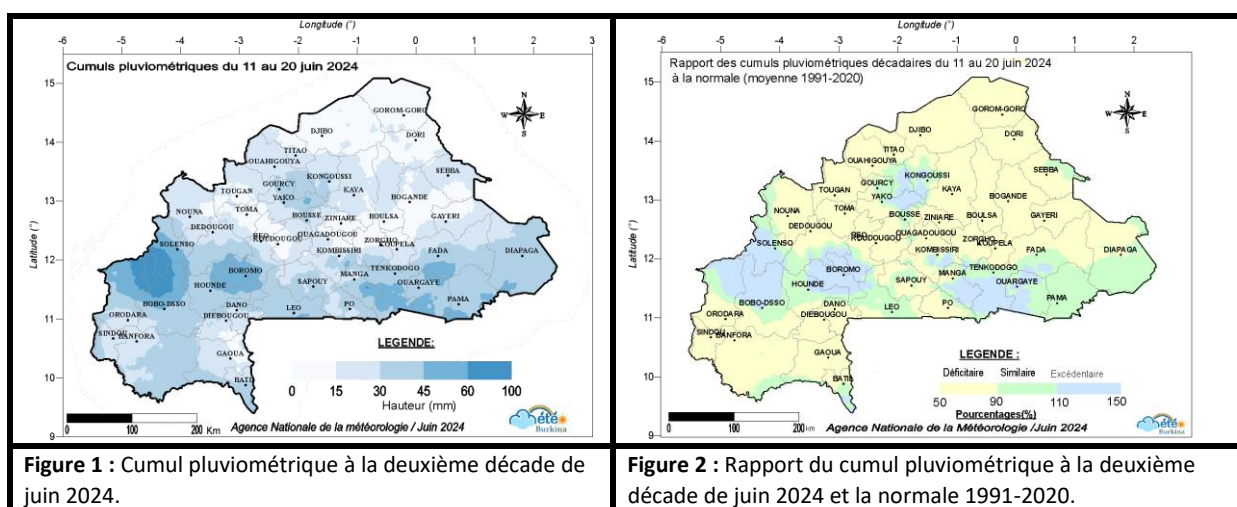 Longitude (°)
-6 -5 -4 -3 -2 -1 0 1 2 3
Cumuls pluviométriques du 11 au 20 juin 2024
15
14
13
12
11
10
9
Latitude (°)
N
W E
S
GOROM-GORO
DJIBO
DORI
TITAO
OUAHIGOUYA
SEBBA
KONGOUSSI
GOURCY
TOUGAN
YAKO
KAYA
BOGANDE
NOUNA
TOMA
BOUSSE
ZINIARE
BOULSA
GAYERI
DEDOUGOU
OUAGADOUGOU
SOLENSO
KOUDOUGOU
ZORGHO
KOUPELA
KOMBISSIRI
FADA
DIAPAGA
BOROMO
TENKODOGO
MANGA
HOUNDE
SAPOUY
OUARGAYE
BOBO-DSSO
DANO
LEO
PO
PAMA
ORODARA
DIEBOUGOU
SINDOU
BANFORA
GAOUA
BATIE
LEGENDE:
0 15 30 45 60 100
Hauteur (mm)
0 100 200 Km
Agence Nationale de la météorologie / Juin 2024
été
Burkina
Figure 1 : Cumul pluviométrique à la deuxième décade de
juin 2024.
Longitude (°)
-6 -5 -4 -3 -2 -1 0 1 2
Rapport des cumuls pluviométriques décadaires du 11 au 20 juin 2024
à la normale (moyenne 1991-2020)
15
14
13
12
11
10
9
Latitude (°)
N
W E
S
GOROM-GORO
DJIBO
DORI
TITAO
OUAHIGOUYA
SEBBA
KONGOUSSI
GOURCY
TOUGAN
YAKO
KAYA
BOGANDE
NOUNA
TOMA
BOUSSE
ZINIARE
BOULSA
GAYERI
DEDOUGOU
OUAGADOUGOU
SOLENSO
KOUDOUGOU
ZORGHO
KOUPELA
KOMBISSIRI
FADA
DIAPAGA
BOROMO
TENKODOGO
MANGA
HOUNDE
SAPOUY
OUARGAYE
BOBO-DSSO
DANO
LEO
PO
PAMA
ORODARA
DIEBOUGOU
SINDOU
BANFORA
GAOUA
BATIE
LEGENDE :
Déficitaire Similaire Excédentaire
50 90 110 150
Pourcentages(%)
0 100 200 km
Agence Nationale de la Météorologie /Juin 2024
été
Burkina
Figure 2 : Rapport du cumul pluviométrique à la deuxième
décade de juin 2024 et la normale 1991-2020.